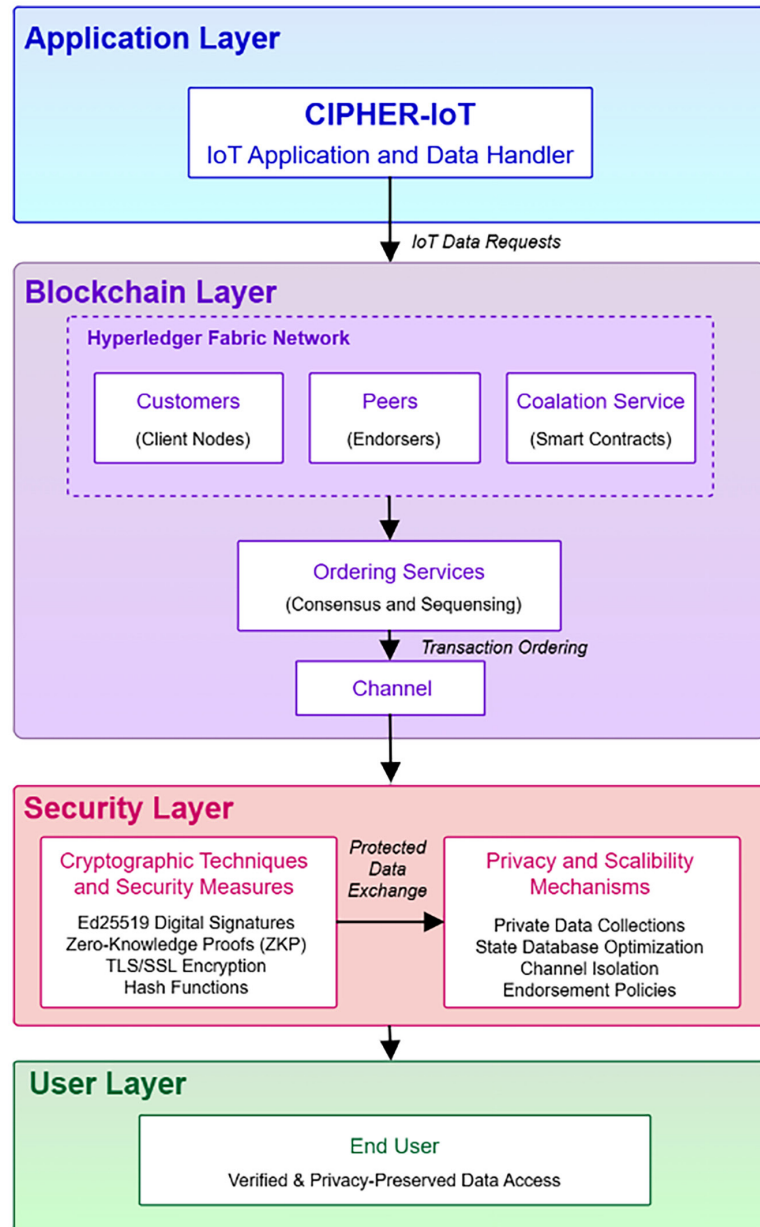 Application Layer
CIPHER-IoT
IoT Application and Data Handler
IoT Data Requests
Blockchain Layer
Hyperledger Fabric Network
Customers
(Client Nodes)
Peers
(Endorsers)
Coalation Service
(Smart Contracts)
Ordering Services
(Consensus and Sequensing)
Transaction Ordering
Channel
Security Layer
Cryptographic Techniques
and Security Measures
Ed25519 Digital Signatures
Zero-Knowledge Proofs (ZKP)
TLS/SSL Encryption
Hash Functions
Protected
Data
Exchange
Privacy and Scalibility
Mechanisms
Private Data Collections
State Database Optimization
Channel Isolation
Endorsement Policies
User Layer
End User
Verified & Privacy-Preserved Data Access